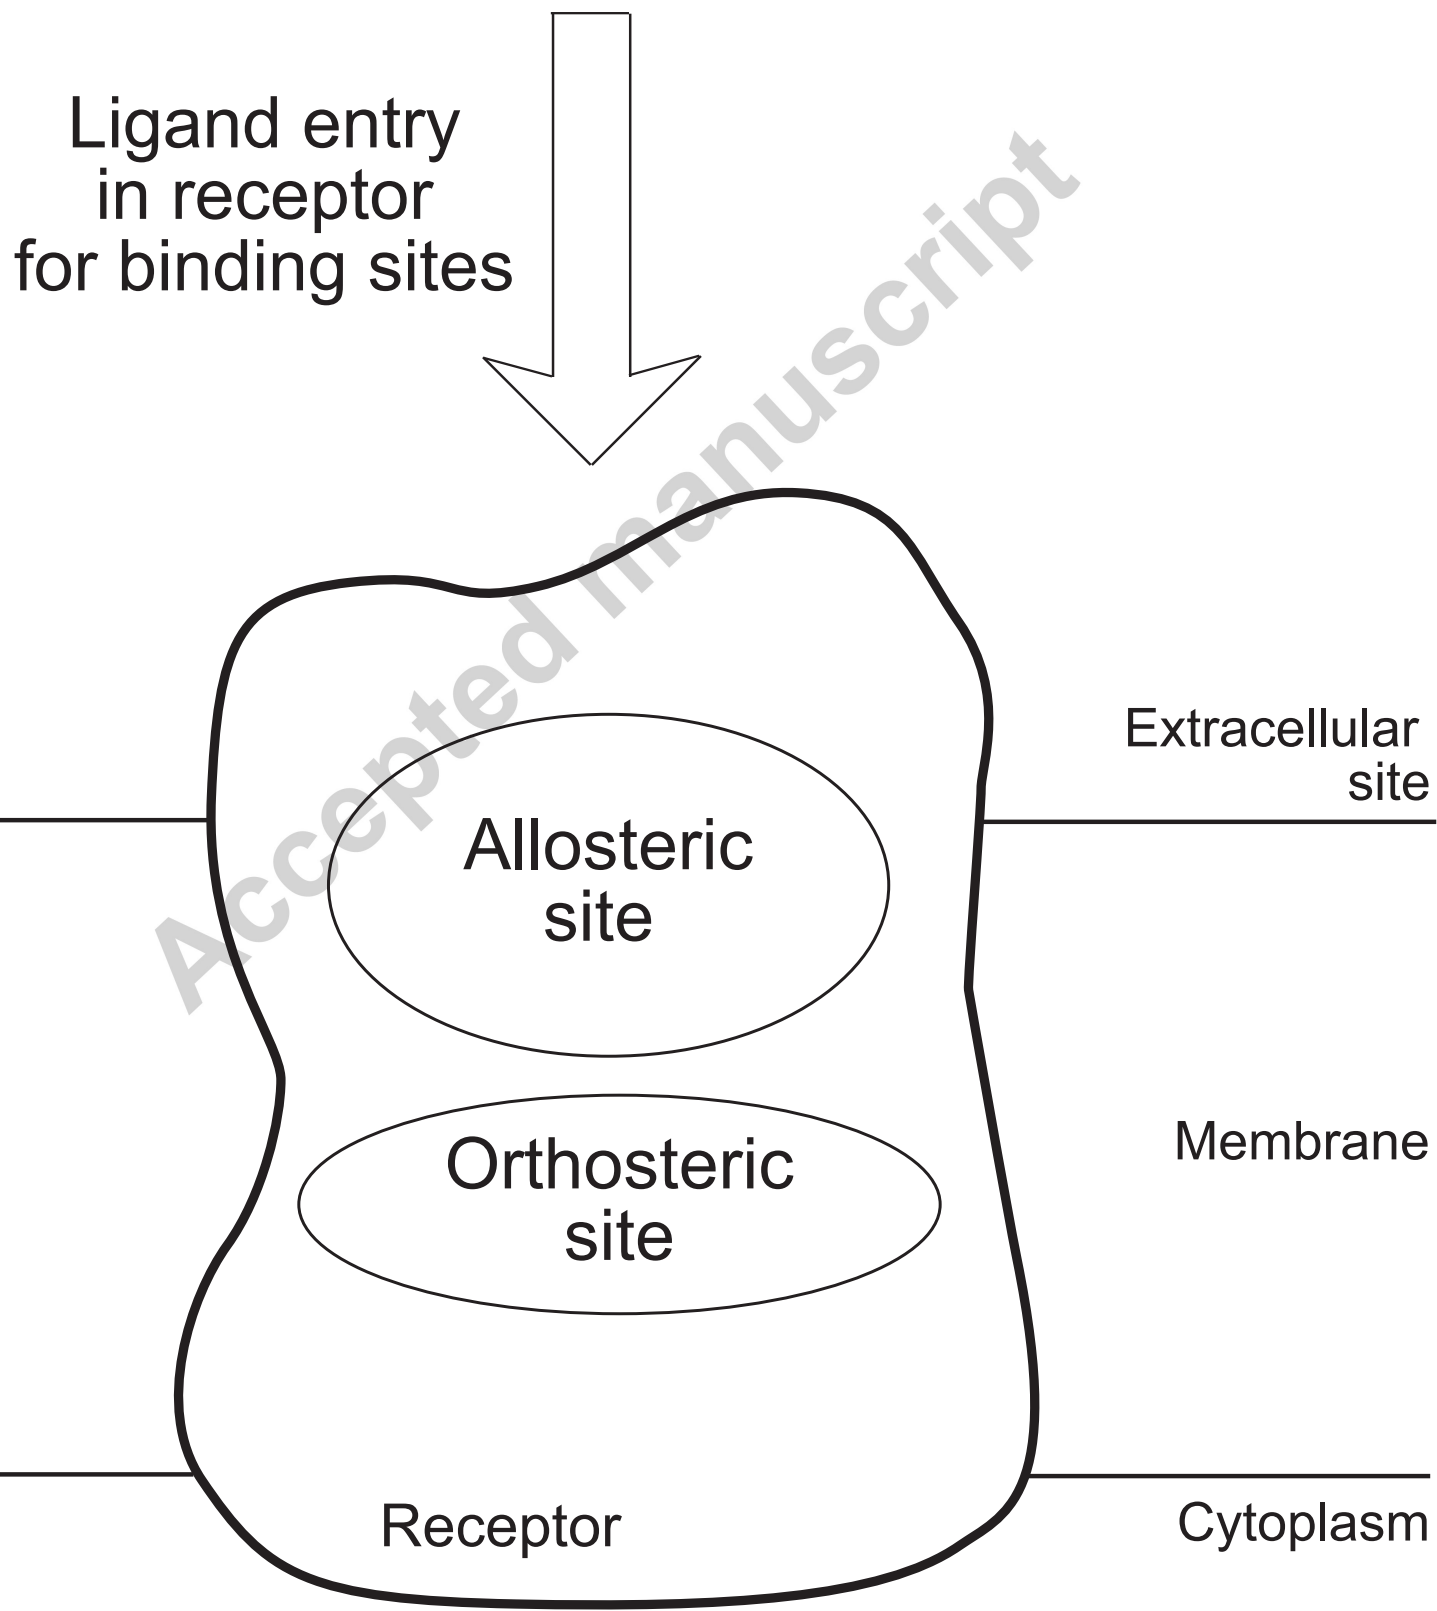 Ligand entry
in receptor
for binding sites
Accepted manuscript
Extracellular
site
Allosteric
site
Membrane
Orthosteric
site
Receptor
Cytoplasm